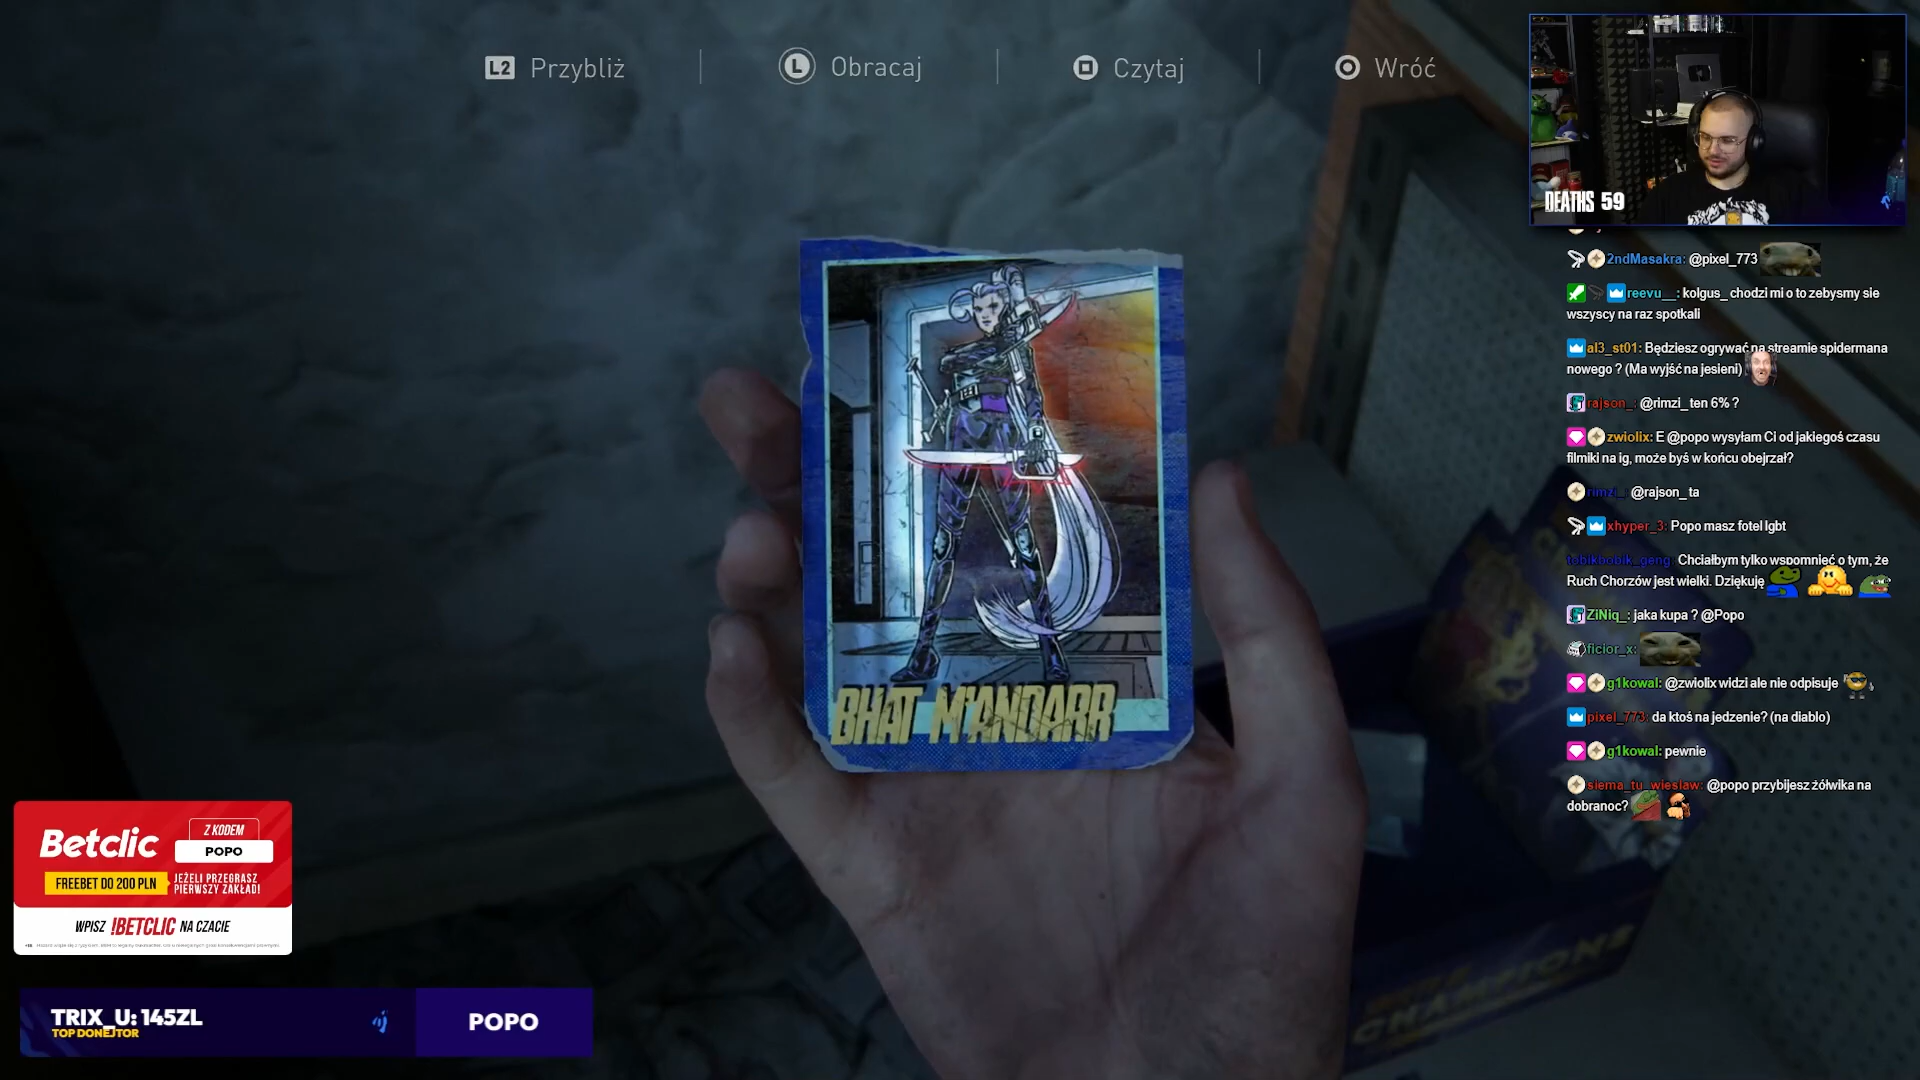 L2 Przybliż
L Obracaj
Czytaj
Wróć
DEATHS 59
2ndMasakra: @pixel_773
reevu__: kolgus_ chodzi mi o to zebysmy sie
wszyscy na raz spotkali
al3_st01: Będziesz ogrywać na streamie spidermana
nowego ? (Ma wyjść na jesieni)
rajson_: @rimzi_ ten 6% ?
zwiolix: E @popo wysyłam Ci od jakiegoś czasu
filmiki na ig, może byś w końcu obejrzał?
rimzi_: @rajson_ ta
xhyper_3: Popo masz fotel lgbt
tobikbobik_geng: Chciałbym tylko wspomnieć o tym, że
Ruch Chorzów jest wielki. Dziękuję
ZiNiq_: jaka kupa ? @Popo
ficior_x:
g1kowal: @zwiolix widzi ale nie odpisuje
pixel_773: da ktoś na jedzenie? (na diablo)
g1kowal: pewnie
siema_tu_wieslaw: @popo przybijesz żółwika na
dobranoc?
BHAT M'ANDARR
CHAMPIONS
Betclic
Z KODEM
POPO
FREEBET DO 200 PLN
JEŻELI PRZEGRASZ
PIERWSZY ZAKŁAD!
WPISZ !BETCLIC NA CZACIE
TRIX_U: 145ZL
TOP DONEJTOR
POPO